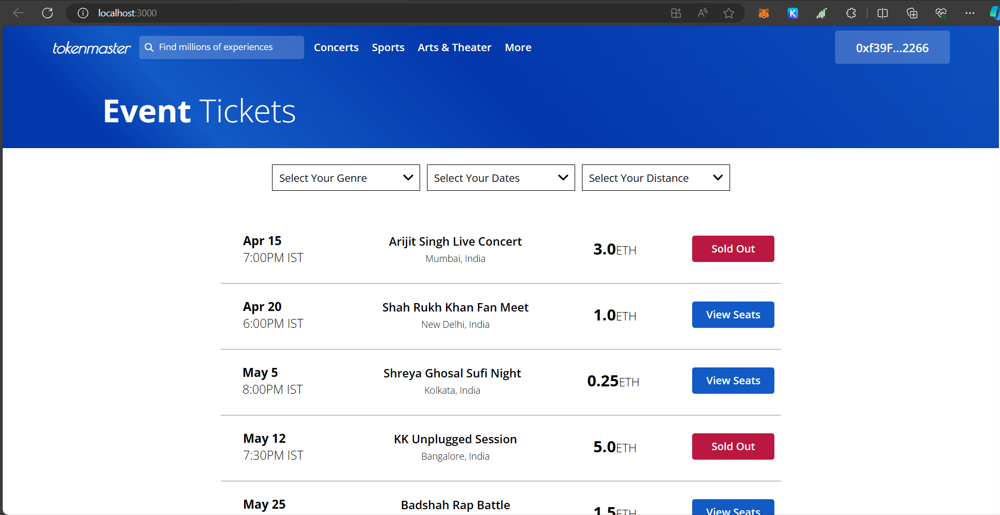 localhost:3000
tokenmaster Find millions of experiences Concerts Sports Arts & Theater More 0xf39F...2266
Event Tickets
Select Your Genre Select Your Dates Select Your Distance
Apr 15
7:00PM IST
Arijit Singh Live Concert
Mumbai, India
3.0ETH
Sold Out
Apr 20
6:00PM IST
Shah Rukh Khan Fan Meet
New Delhi, India
1.0ETH
View Seats
May 5
8:00PM IST
Shreya Ghosal Sufi Night
Kolkata, India
0.25ETH
View Seats
May 12
7:30PM IST
KK Unplugged Session
Bangalore, India
5.0ETH
Sold Out
May 25
Badshah Rap Battle
1.5ETH
View Seats